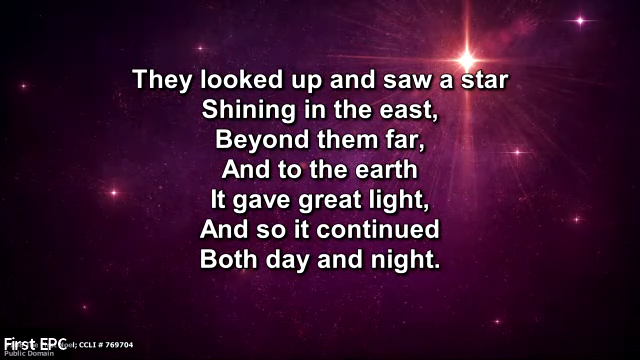 They looked up and saw a star
Shining in the east,
Beyond them far,
And to the earth
It gave great light,
And so it continued
Both day and night.
First EPC
CCLI # 769704
Public Domain